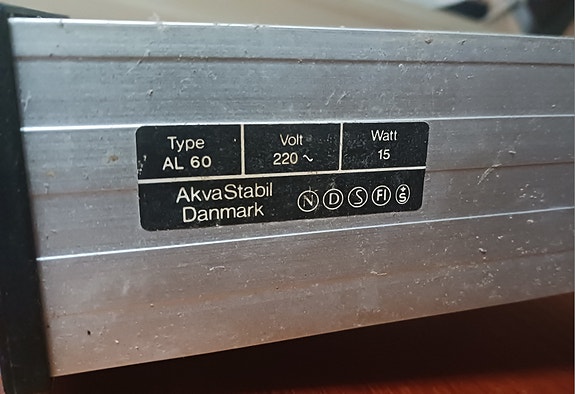 Type Volt Watt
AL 60 220 ~ 15
AkvaStabil
Danmark
N D S FI +S